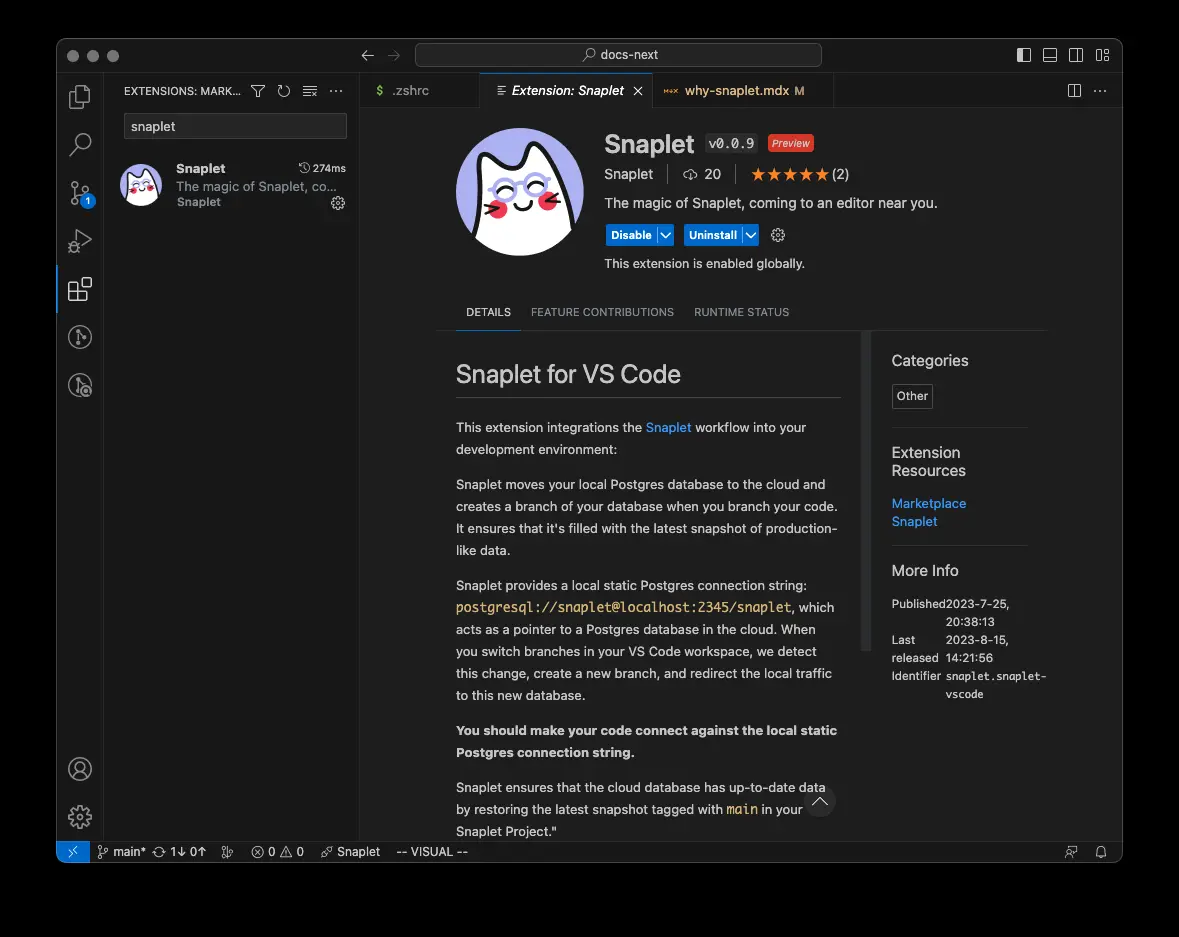 docs-next
EXTENSIONS: MARK...
$ .zshrc
Extension: Snaplet
why-snaplet.mdx M
snaplet
Snaplet 274ms
The magic of Snaplet, co...
Snaplet
1
Snaplet v0.0.9 Preview
Snaplet 20 ★★★★★(2)
The magic of Snaplet, coming to an editor near you.
Disable Uninstall
This extension is enabled globally.
DETAILS FEATURE CONTRIBUTIONS RUNTIME STATUS
Snaplet for VS Code
This extension integrations the Snaplet workflow into your
development environment:
Snaplet moves your local Postgres database to the cloud and
creates a branch of your database when you branch your code.
It ensures that it's filled with the latest snapshot of production-
like data.
Snaplet provides a local static Postgres connection string:
postgresql://snaplet@localhost:2345/snaplet, which
acts as a pointer to a Postgres database in the cloud. When
you switch branches in your VS Code workspace, we detect
this change, create a new branch, and redirect the local traffic
to this new database.
You should make your code connect against the local static
Postgres connection string.
Snaplet ensures that the cloud database has up-to-date data
by restoring the latest snapshot tagged with main in your
Snaplet Project."
Categories
Other
Extension
Resources
Marketplace
Snaplet
More Info
Published 2023-7-25,
20:38:13
Last 2023-8-15,
released 14:21:56
Identifier snaplet.snaplet-
vscode
main* 1↓ 0↑ 0 0 Snaplet -- VISUAL --